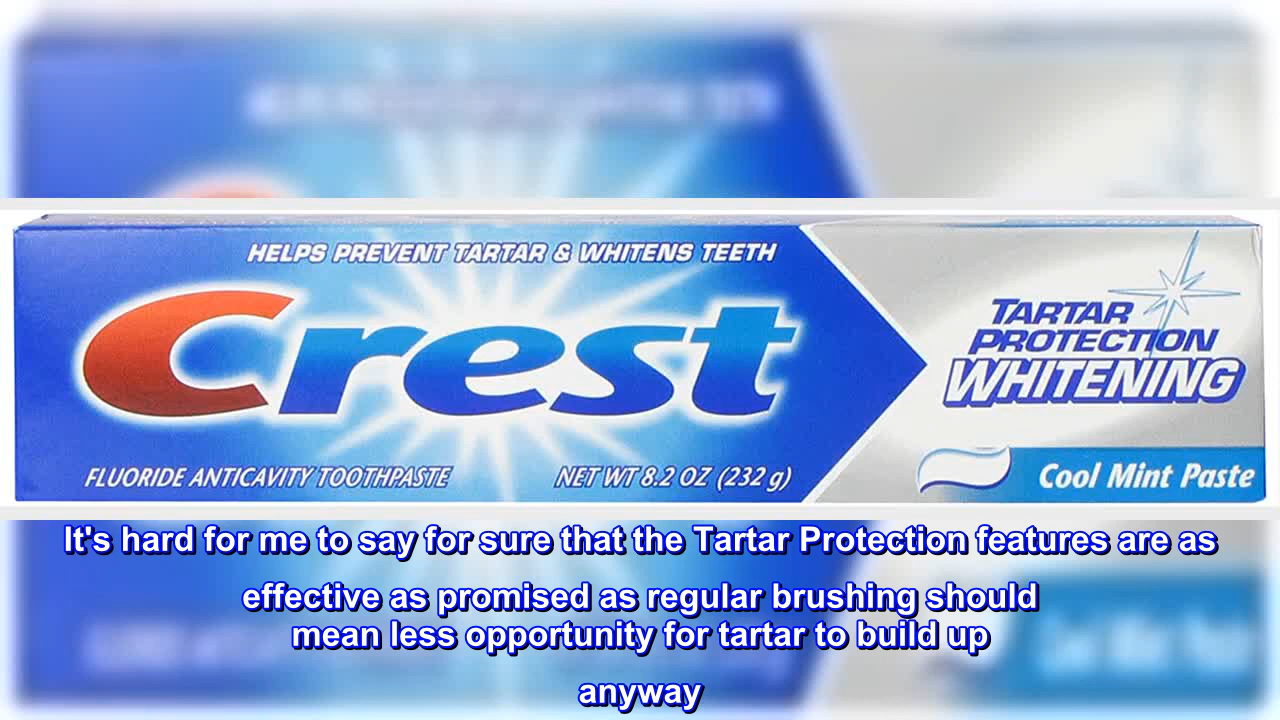 HELPS PREVENT TARTAR & WHITENS TEETH
Crest
TARTAR
PROTECTION
WHITENING
FLUORIDE ANTICAVITY TOOTHPASTE
NET WT 8.2 OZ (232 g)
Cool Mint Paste
It's hard for me to say for sure that the Tartar Protection features are as
effective as promised as regular brushing should
mean less opportunity for tartar to build up
anyway